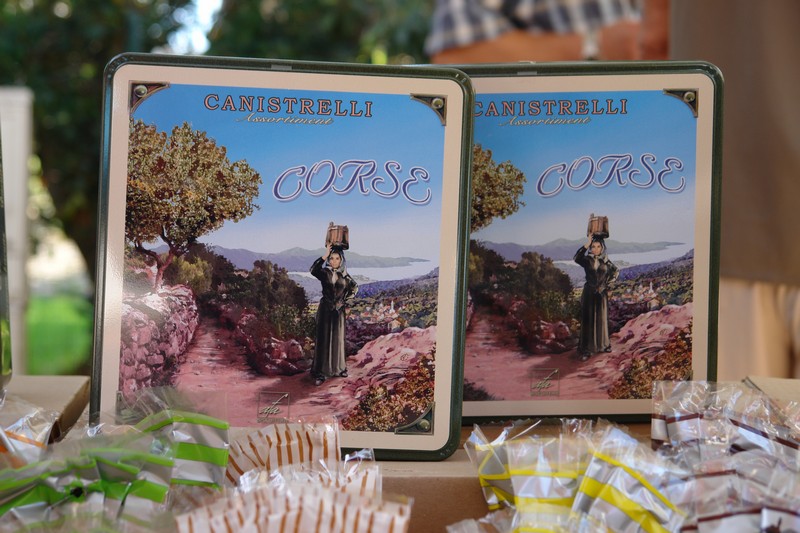 CANISTRELLI
Assortiment
CORSE
CANISTRELLI
Assortiment
CORSE